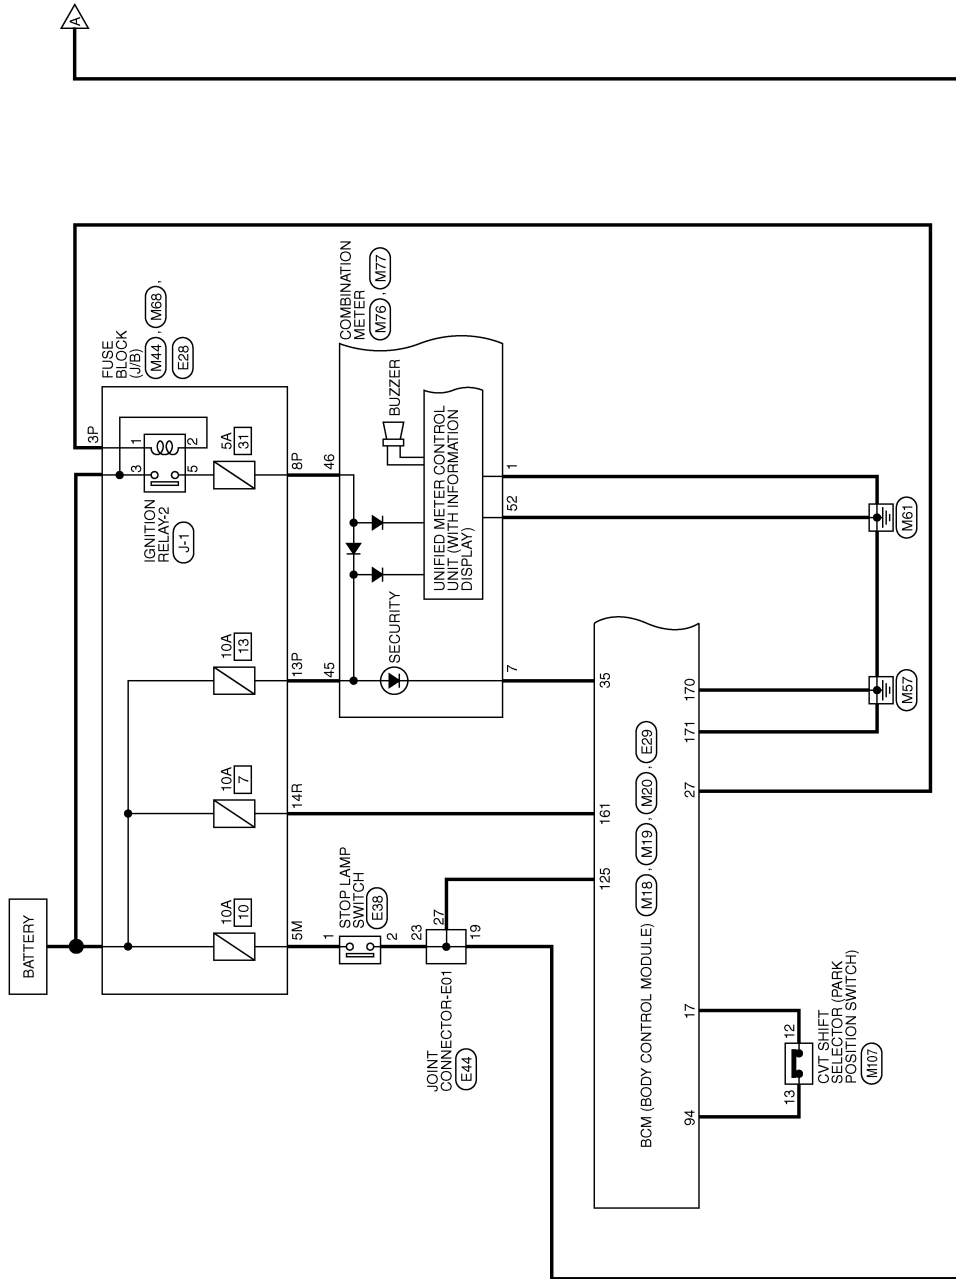 A
BATTERY
FUSE
BLOCK
(J/B)
M44 , M68 ,
E28
3P
1
2
3
5
IGNITION
RELAY-2
J-1
5A
31
10A
13
10A
7
10A
10
8P
13P
14R
5M
COMBINATION
METER
M76 , M77
46
45
BUZZER
UNIFIED METER CONTROL
UNIT (WITH INFORMATION
DISPLAY)
SECURITY
1
52
7
STOP LAMP
SWITCH
E38
1
2
JOINT
CONNECTOR-E01
E44
23
27
19
35
161
125
BCM (BODY CONTROL MODULE) M18 , M19 , M20 , E29
170
171
27
17
94
M61
M57
12
13
CVT SHIFT
SELECTOR (PARK
POSITION SWITCH)
M107